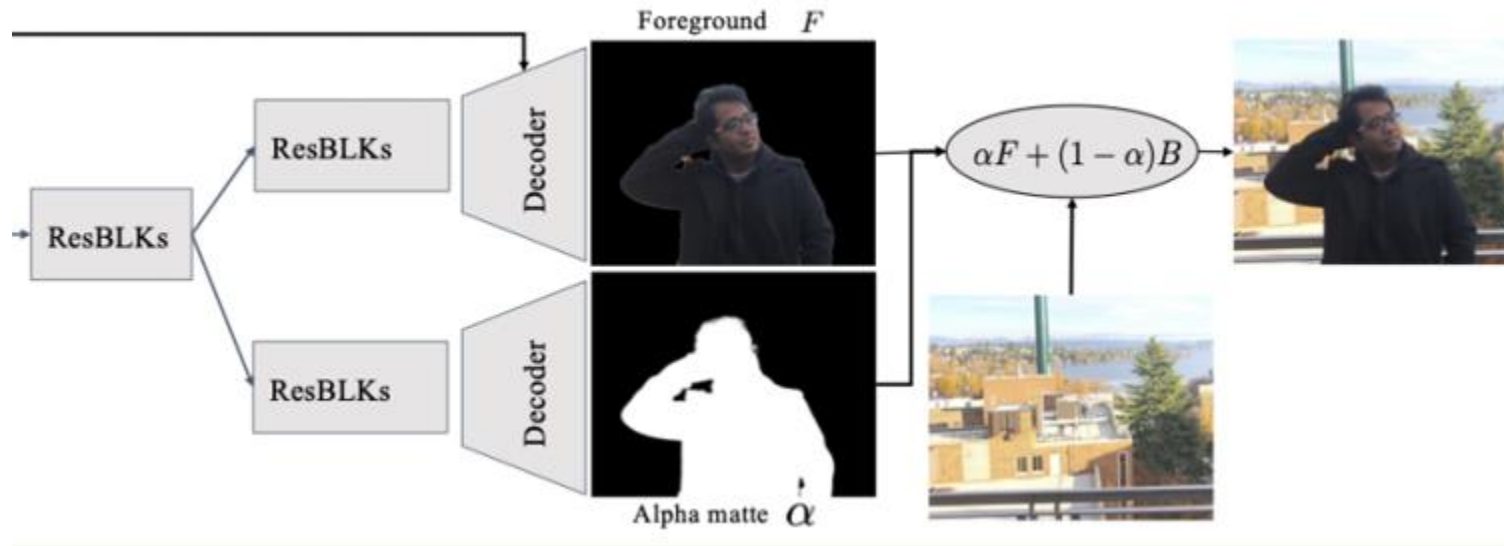 Foreground F
ResBLKs
Decoder
ResBLKs
αF + (1 − α)B
ResBLKs
Decoder
Alpha matte α